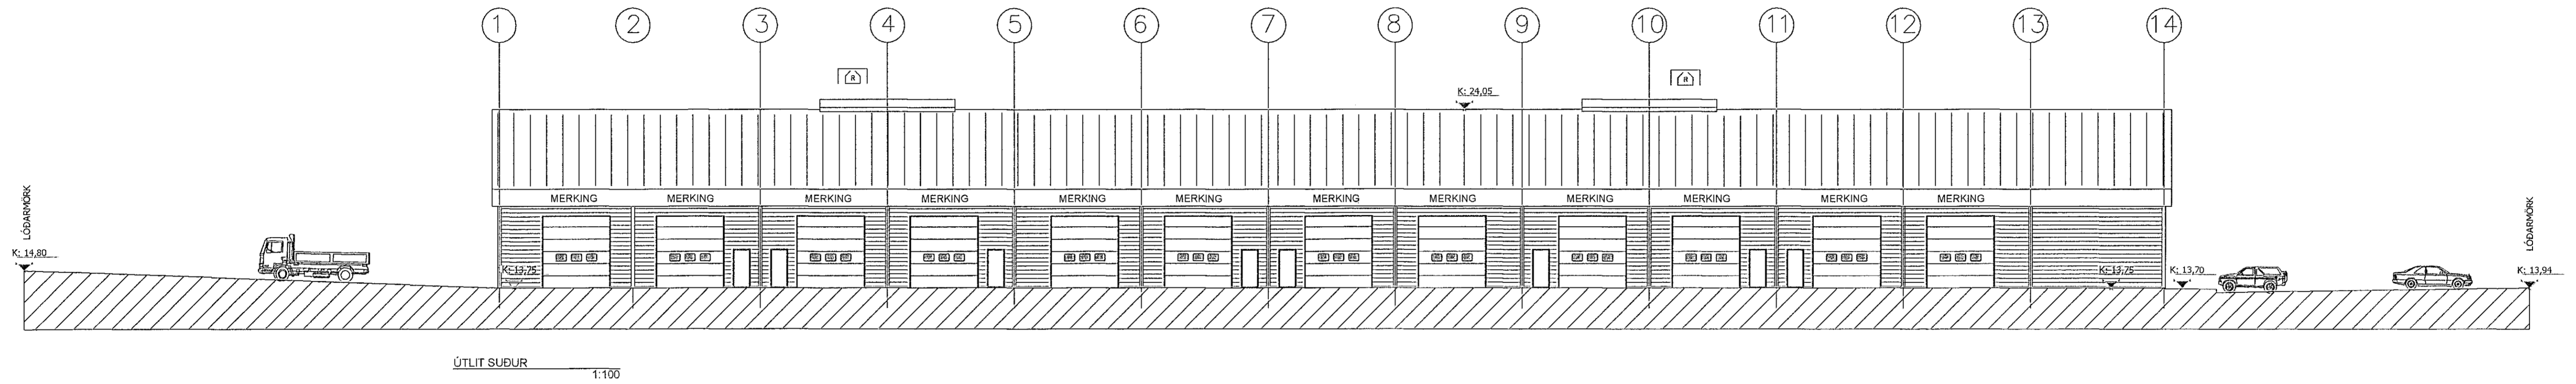 1 2 3 4 5 6 7 8 9 10 11 12 13 14
R R
K: 24,05
MERKING MERKING MERKING MERKING MERKING MERKING MERKING MERKING MERKING MERKING MERKING MERKING
LÓÐARMÖRK
K: 14,80
K: 13,75
K: 13,75
K: 13,70
LÓÐARMÖRK
K: 13,94
ÚTLIT SUÐUR
1:100